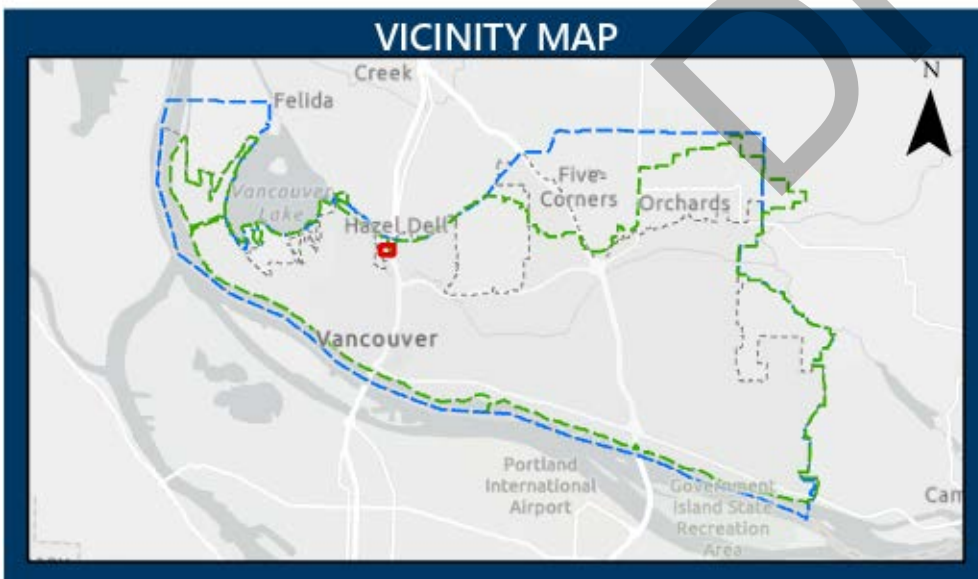 VICINITY MAP
Creek
N
Felida
Vancouver
Lake
Five-
Corners
Orchards
Hazel Dell
Vancouver
Portland
International
Airport
Government
Island State
Recreation
Area
Cam